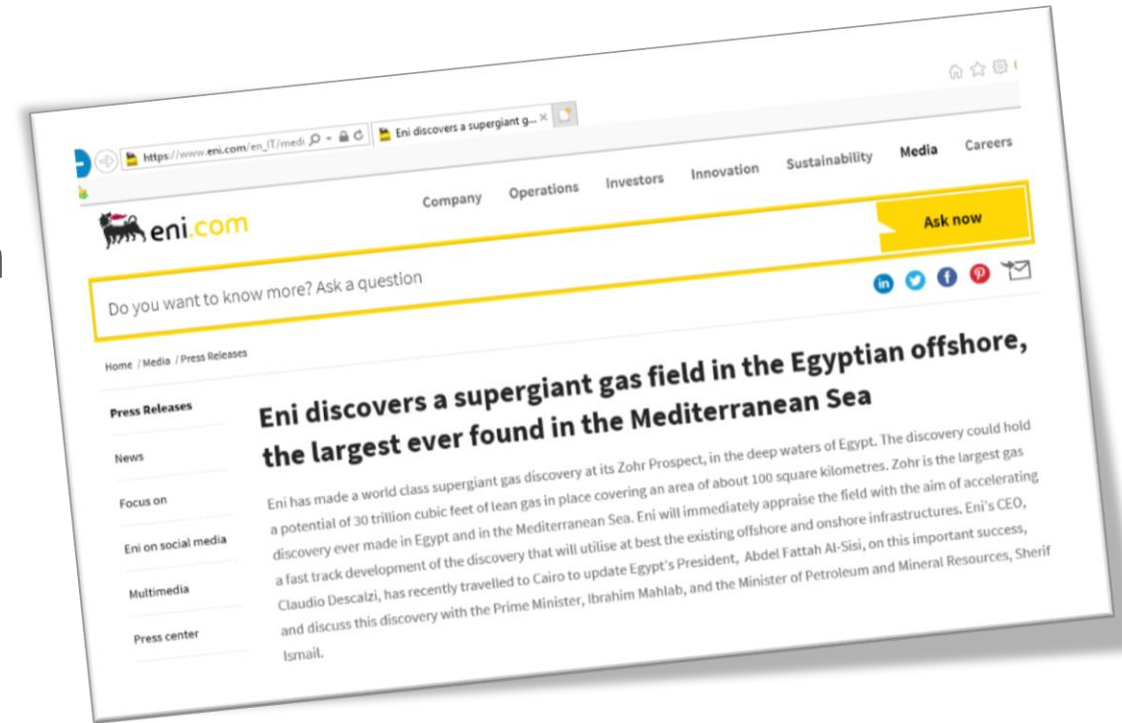 n
https://www.eni.com/en_IT/medi
Eni discovers a supergiant g...
eni.com
Company Operations Investors Innovation Sustainability Media Careers
Do you want to know more? Ask a question
Ask now
Home / Media / Press Releases
Press Releases
News
Focus on
Eni on social media
Multimedia
Press center
Eni discovers a supergiant gas field in the Egyptian offshore,
the largest ever found in the Mediterranean Sea
Eni has made a world class supergiant gas discovery at its Zohr Prospect, in the deep waters of Egypt. The discovery could hold
a potential of 30 trillion cubic feet of lean gas in place covering an area of about 100 square kilometres. Zohr is the largest gas
discovery ever made in Egypt and in the Mediterranean Sea. Eni will immediately appraise the field with the aim of accelerating
a fast track development of the discovery that will utilise at best the existing offshore and onshore infrastructures. Eni's CEO,
Claudio Descalzi, has recently travelled to Cairo to update Egypt's President, Abdel Fattah Al-Sisi, on this important success,
and discuss this discovery with the Prime Minister, Ibrahim Mahlab, and the Minister of Petroleum and Mineral Resources, Sherif
Ismail.